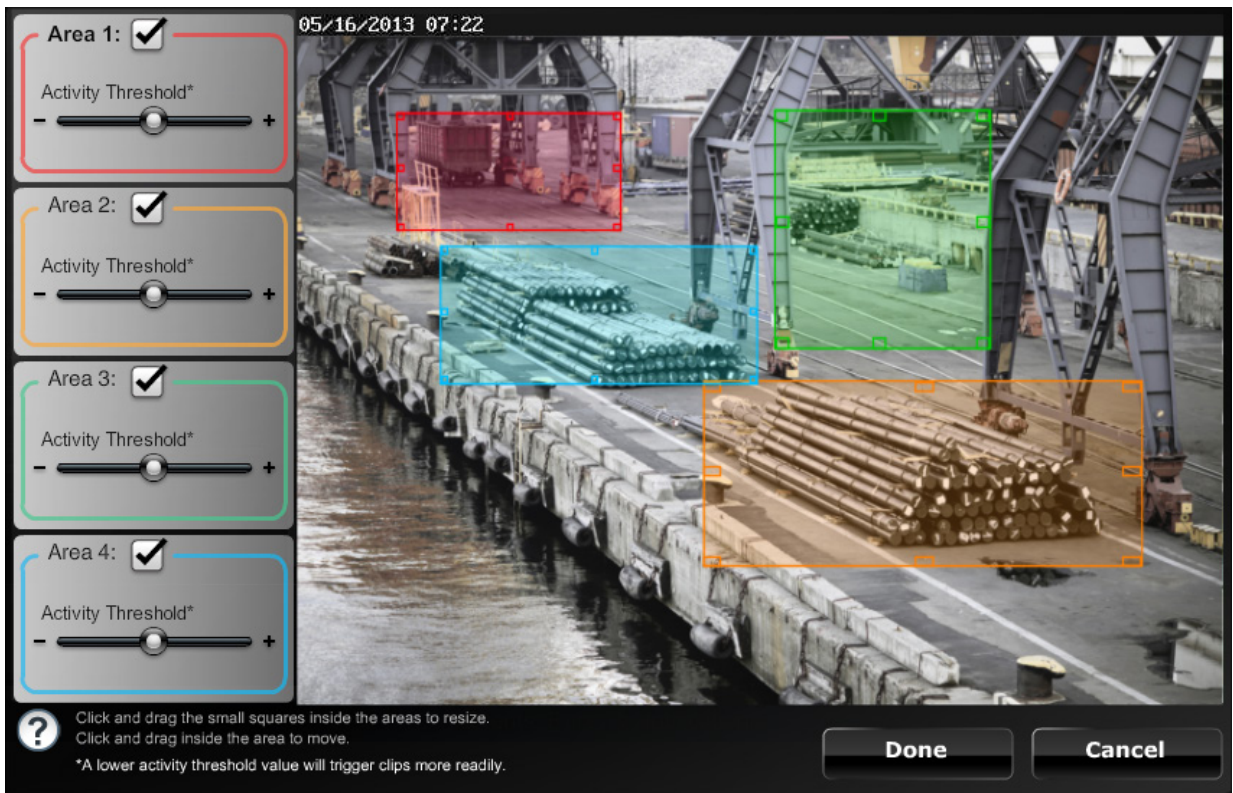 05/16/2013 07:22
Area 1:
Activity Threshold*
- +
Area 2:
Activity Threshold*
- +
Area 3:
Activity Threshold*
- +
Area 4:
Activity Threshold*
- +
? Click and drag the small squares inside the areas to resize.
Click and drag inside the area to move.
*A lower activity threshold value will trigger clips more readily.
Done
Cancel